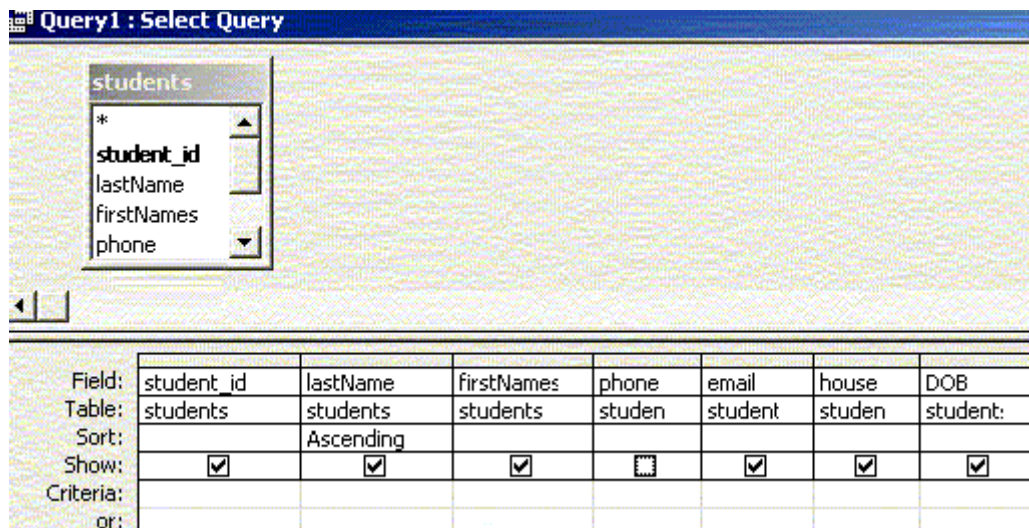 Query1 : Select Query
students
*
student_id
lastName
firstNames
phone
Field: student_id lastName firstNames phone email house DOB
Table: students students students studen student studen student:
Sort: Ascending
Show:
Criteria:
or: